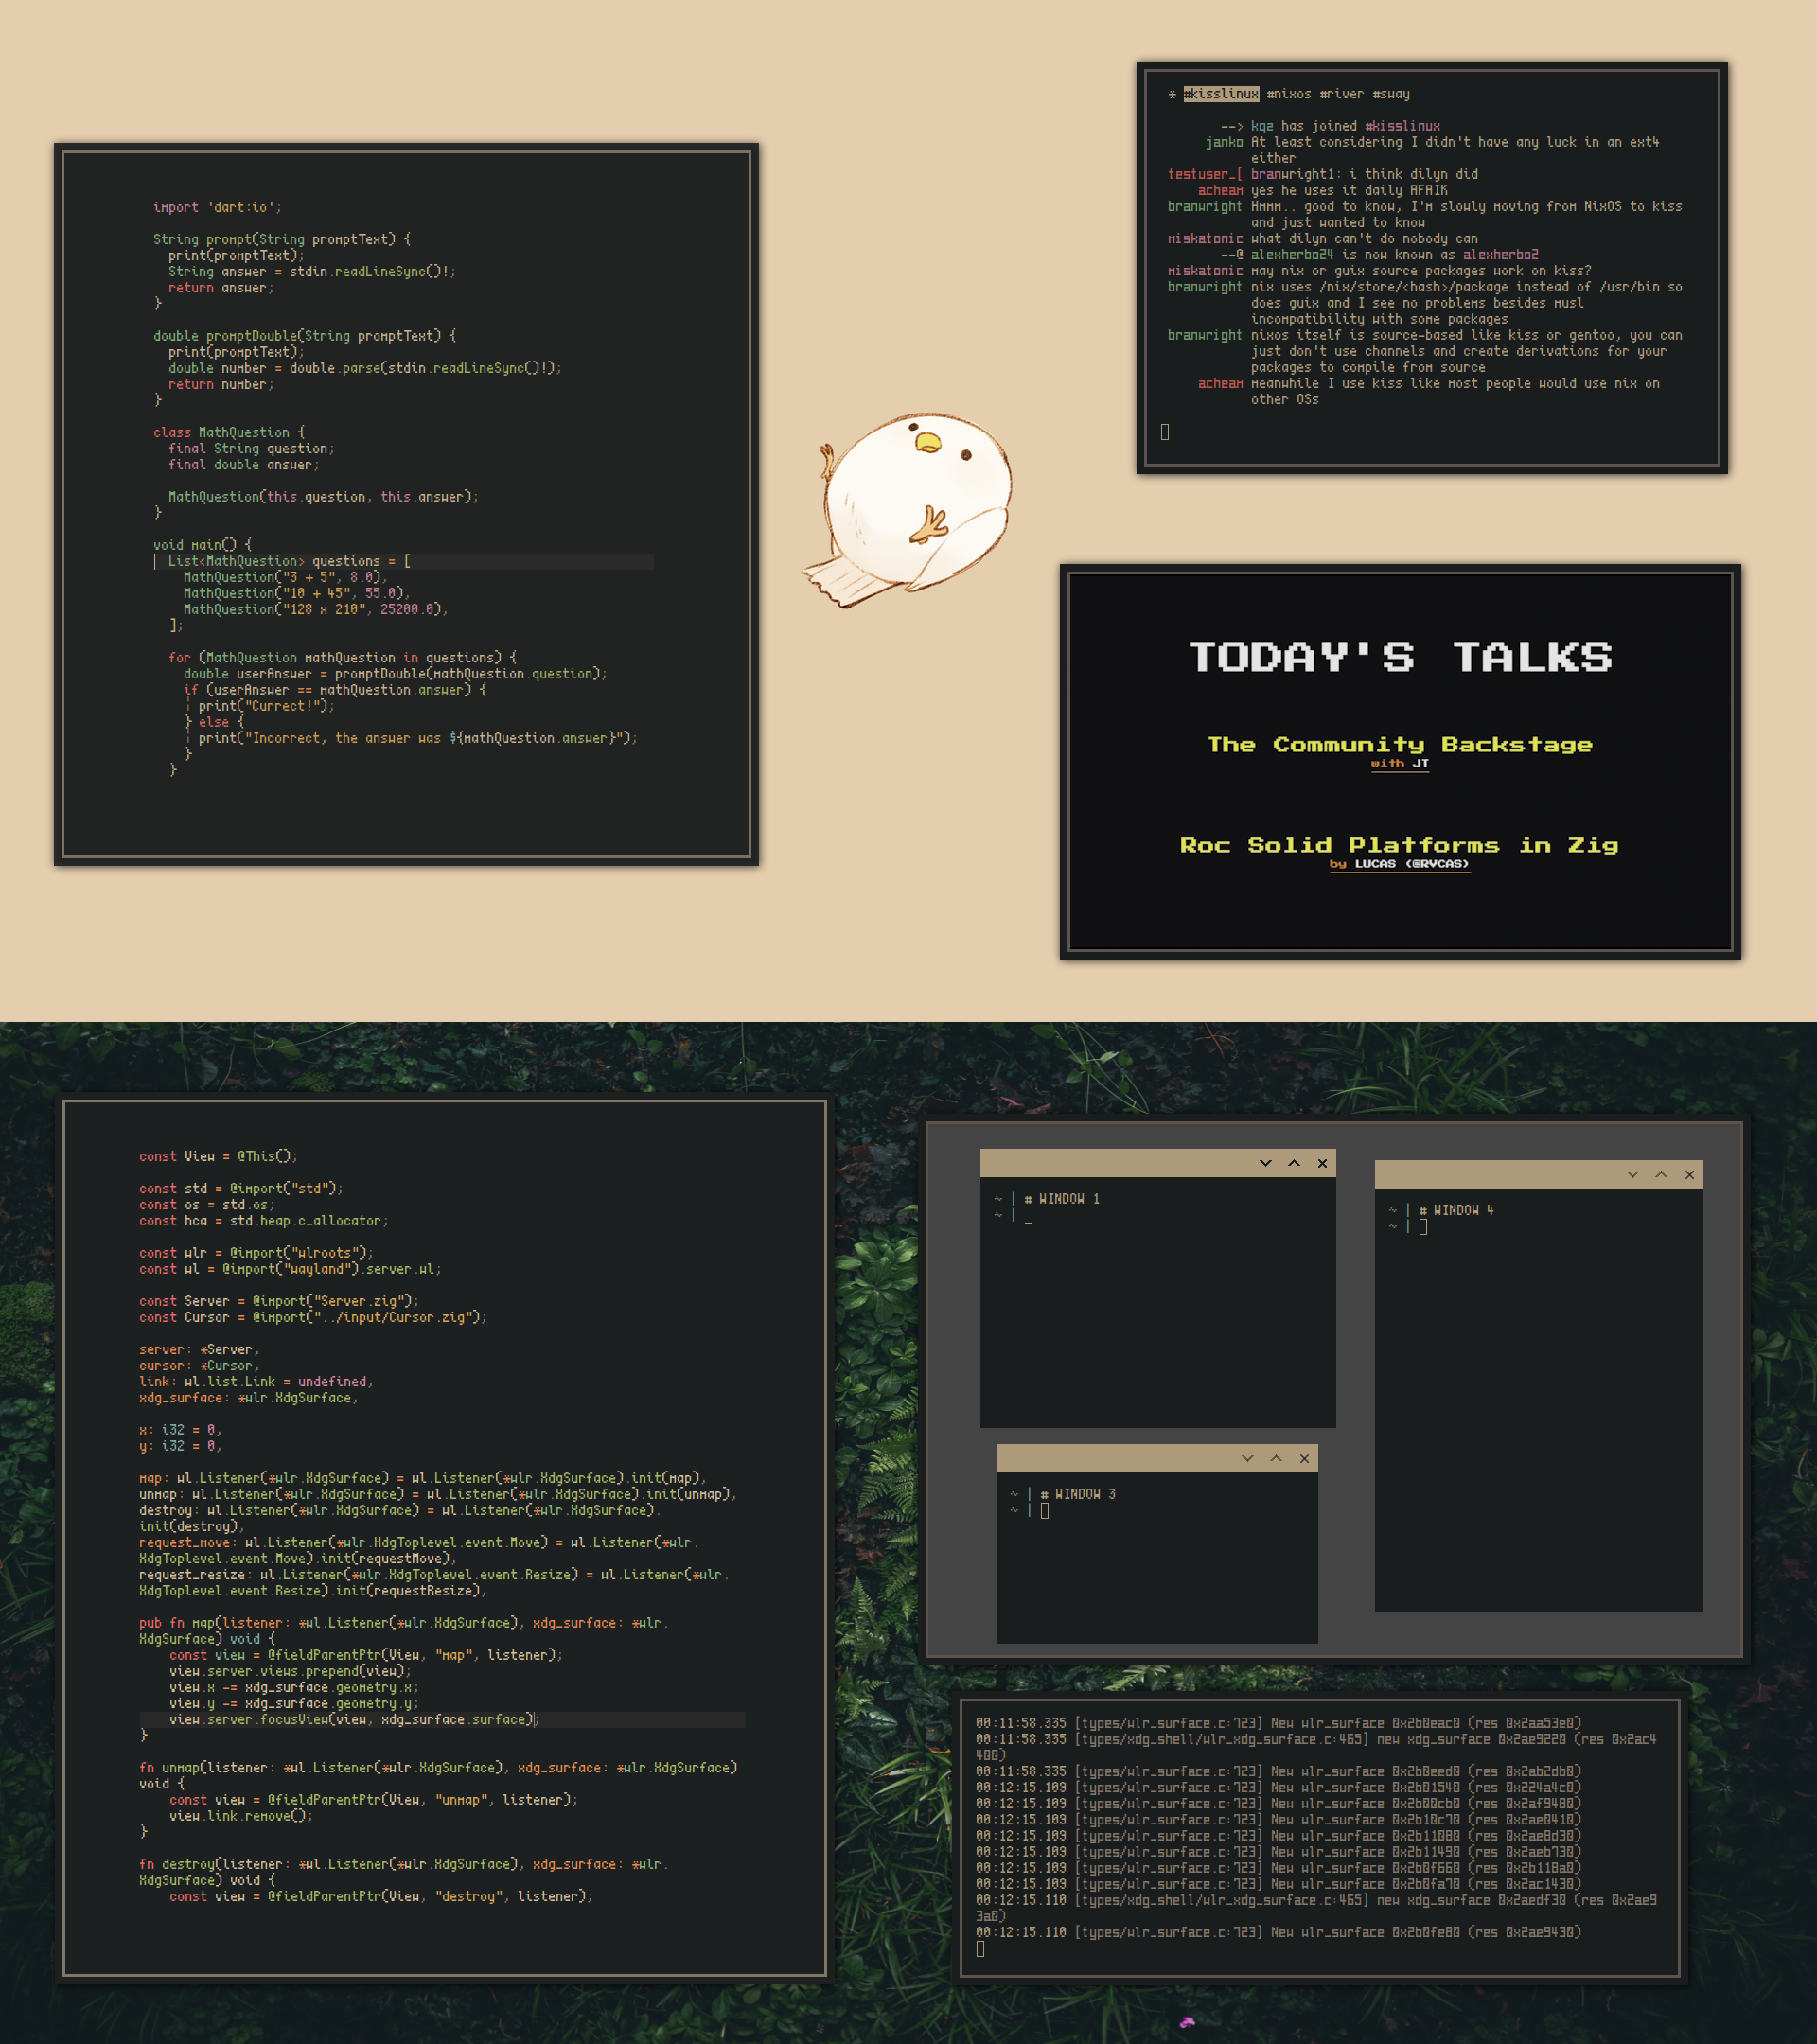 import 'dart:io';
String prompt(String promptText) {
print(promptText);
String answer = stdin.readLineSync()!;
return answer;
}
double promptDouble(String promptText) {
print(promptText);
double number = double.parse(stdin.readLineSync()!);
return number;
}
class MathQuestion {
final String question;
final double answer;
MathQuestion(this.question, this.answer);
}
void main() {
List<MathQuestion> questions = [
MathQuestion("3 + 5", 8.0),
MathQuestion("10 + 45", 55.0),
MathQuestion("128 x 210", 25200.0),
];
for (MathQuestion mathQuestion in questions) {
double userAnswer = promptDouble(mathQuestion.question);
if (userAnswer == mathQuestion.answer) {
print("Currect!");
} else {
print("Incorrect, the answer was ${mathQuestion.answer}");
}
}
* #kisslinux #nixos #river #sway
--> kqz has joined #kisslinux
janko At least considering I didn't have any luck in an ext4
either
testuser_[ branwright1: i think dilyn did
acheam yes he uses it daily AFAIK
branwright Hmmm.. good to know, I'm slowly moving from NixOS to kiss
and just wanted to know
miskatonic what dilyn can't do nobody can
--@ alexherbo24 is now known as alexherbo2
miskatonic may nix or guix source packages work on kiss?
branwright nix uses /nix/store/<hash>/package instead of /usr/bin so
does guix and I see no problems besides musl
incompatibility with some packages
branwright nixos itself is source-based like kiss or gentoo, you can
just don't use channels and create derivations for your
packages to compile from source
acheam meanwhile I use kiss like most people would use nix on
other OSs
TODAY'S TALKS
The Community Backstage
with JT
Roc Solid Platforms in Zig
by LUCAS (@RVCAS)
const View = @This();
const std = @import("std");
const os = std.os;
const hca = std.heap.c_allocator;
const wlr = @import("wlroots");
const wl = @import("wayland").server.wl;
const Server = @import("Server.zig");
const Cursor = @import("../input/Cursor.zig");
server: *Server,
cursor: *Cursor,
link: wl.list.Link = undefined,
xdg_surface: *wlr.XdgSurface,
x: i32 = 0,
y: i32 = 0,
map: wl.Listener(*wlr.XdgSurface) = wl.Listener(*wlr.XdgSurface).init(map),
unmap: wl.Listener(*wlr.XdgSurface) = wl.Listener(*wlr.XdgSurface).init(unmap),
destroy: wl.Listener(*wlr.XdgSurface) = wl.Listener(*wlr.XdgSurface).
init(destroy),
request_move: wl.Listener(*wlr.XdgToplevel.event.Move) = wl.Listener(*wlr.
XdgToplevel.event.Move).init(requestMove),
request_resize: wl.Listener(*wlr.XdgToplevel.event.Resize) = wl.Listener(*wlr.
XdgToplevel.event.Resize).init(requestResize),
pub fn map(listener: *wl.Listener(*wlr.XdgSurface), xdg_surface: *wlr.
XdgSurface) void {
const view = @fieldParentPtr(View, "map", listener);
view.server.views.prepend(view);
view.x -= xdg_surface.geometry.x;
view.y -= xdg_surface.geometry.y;
view.server.focusView(view, xdg_surface.surface);
}
fn unmap(listener: *wl.Listener(*wlr.XdgSurface), xdg_surface: *wlr.XdgSurface)
void {
const view = @fieldParentPtr(View, "unmap", listener);
view.link.remove();
}
fn destroy(listener: *wl.Listener(*wlr.XdgSurface), xdg_surface: *wlr.
XdgSurface) void {
const view = @fieldParentPtr(View, "destroy", listener);
~ | # WINDOW 1
~ | _
~ | # WINDOW 4
~ |
~ | # WINDOW 3
~ |
00:11:58.335 [types/wlr_surface.c:723] New wlr_surface 0x2b0eac0 (res 0x2aa53e0)
00:11:58.335 [types/xdg_shell/wlr_xdg_surface.c:465] new xdg_surface 0x2ae9220 (res 0x2ac4
400)
00:11:58.335 [types/wlr_surface.c:723] New wlr_surface 0x2b0eed0 (res 0x2ab2db0)
00:12:15.109 [types/wlr_surface.c:723] New wlr_surface 0x2b01540 (res 0x224a4c0)
00:12:15.109 [types/wlr_surface.c:723] New wlr_surface 0x2b00cb0 (res 0x2af9480)
00:12:15.109 [types/wlr_surface.c:723] New wlr_surface 0x2b10c70 (res 0x2ae0410)
00:12:15.109 [types/wlr_surface.c:723] New wlr_surface 0x2b11080 (res 0x2ae8d30)
00:12:15.109 [types/wlr_surface.c:723] New wlr_surface 0x2b11490 (res 0x2aeb730)
00:12:15.109 [types/wlr_surface.c:723] New wlr_surface 0x2b0f660 (res 0x2b118a0)
00:12:15.109 [types/wlr_surface.c:723] New wlr_surface 0x2b0fa70 (res 0x2ac1430)
00:12:15.110 [types/xdg_shell/wlr_xdg_surface.c:465] new xdg_surface 0x2aedf30 (res 0x2ae9
3a0)
00:12:15.110 [types/wlr_surface.c:723] New wlr_surface 0x2b0fe80 (res 0x2ae9430)